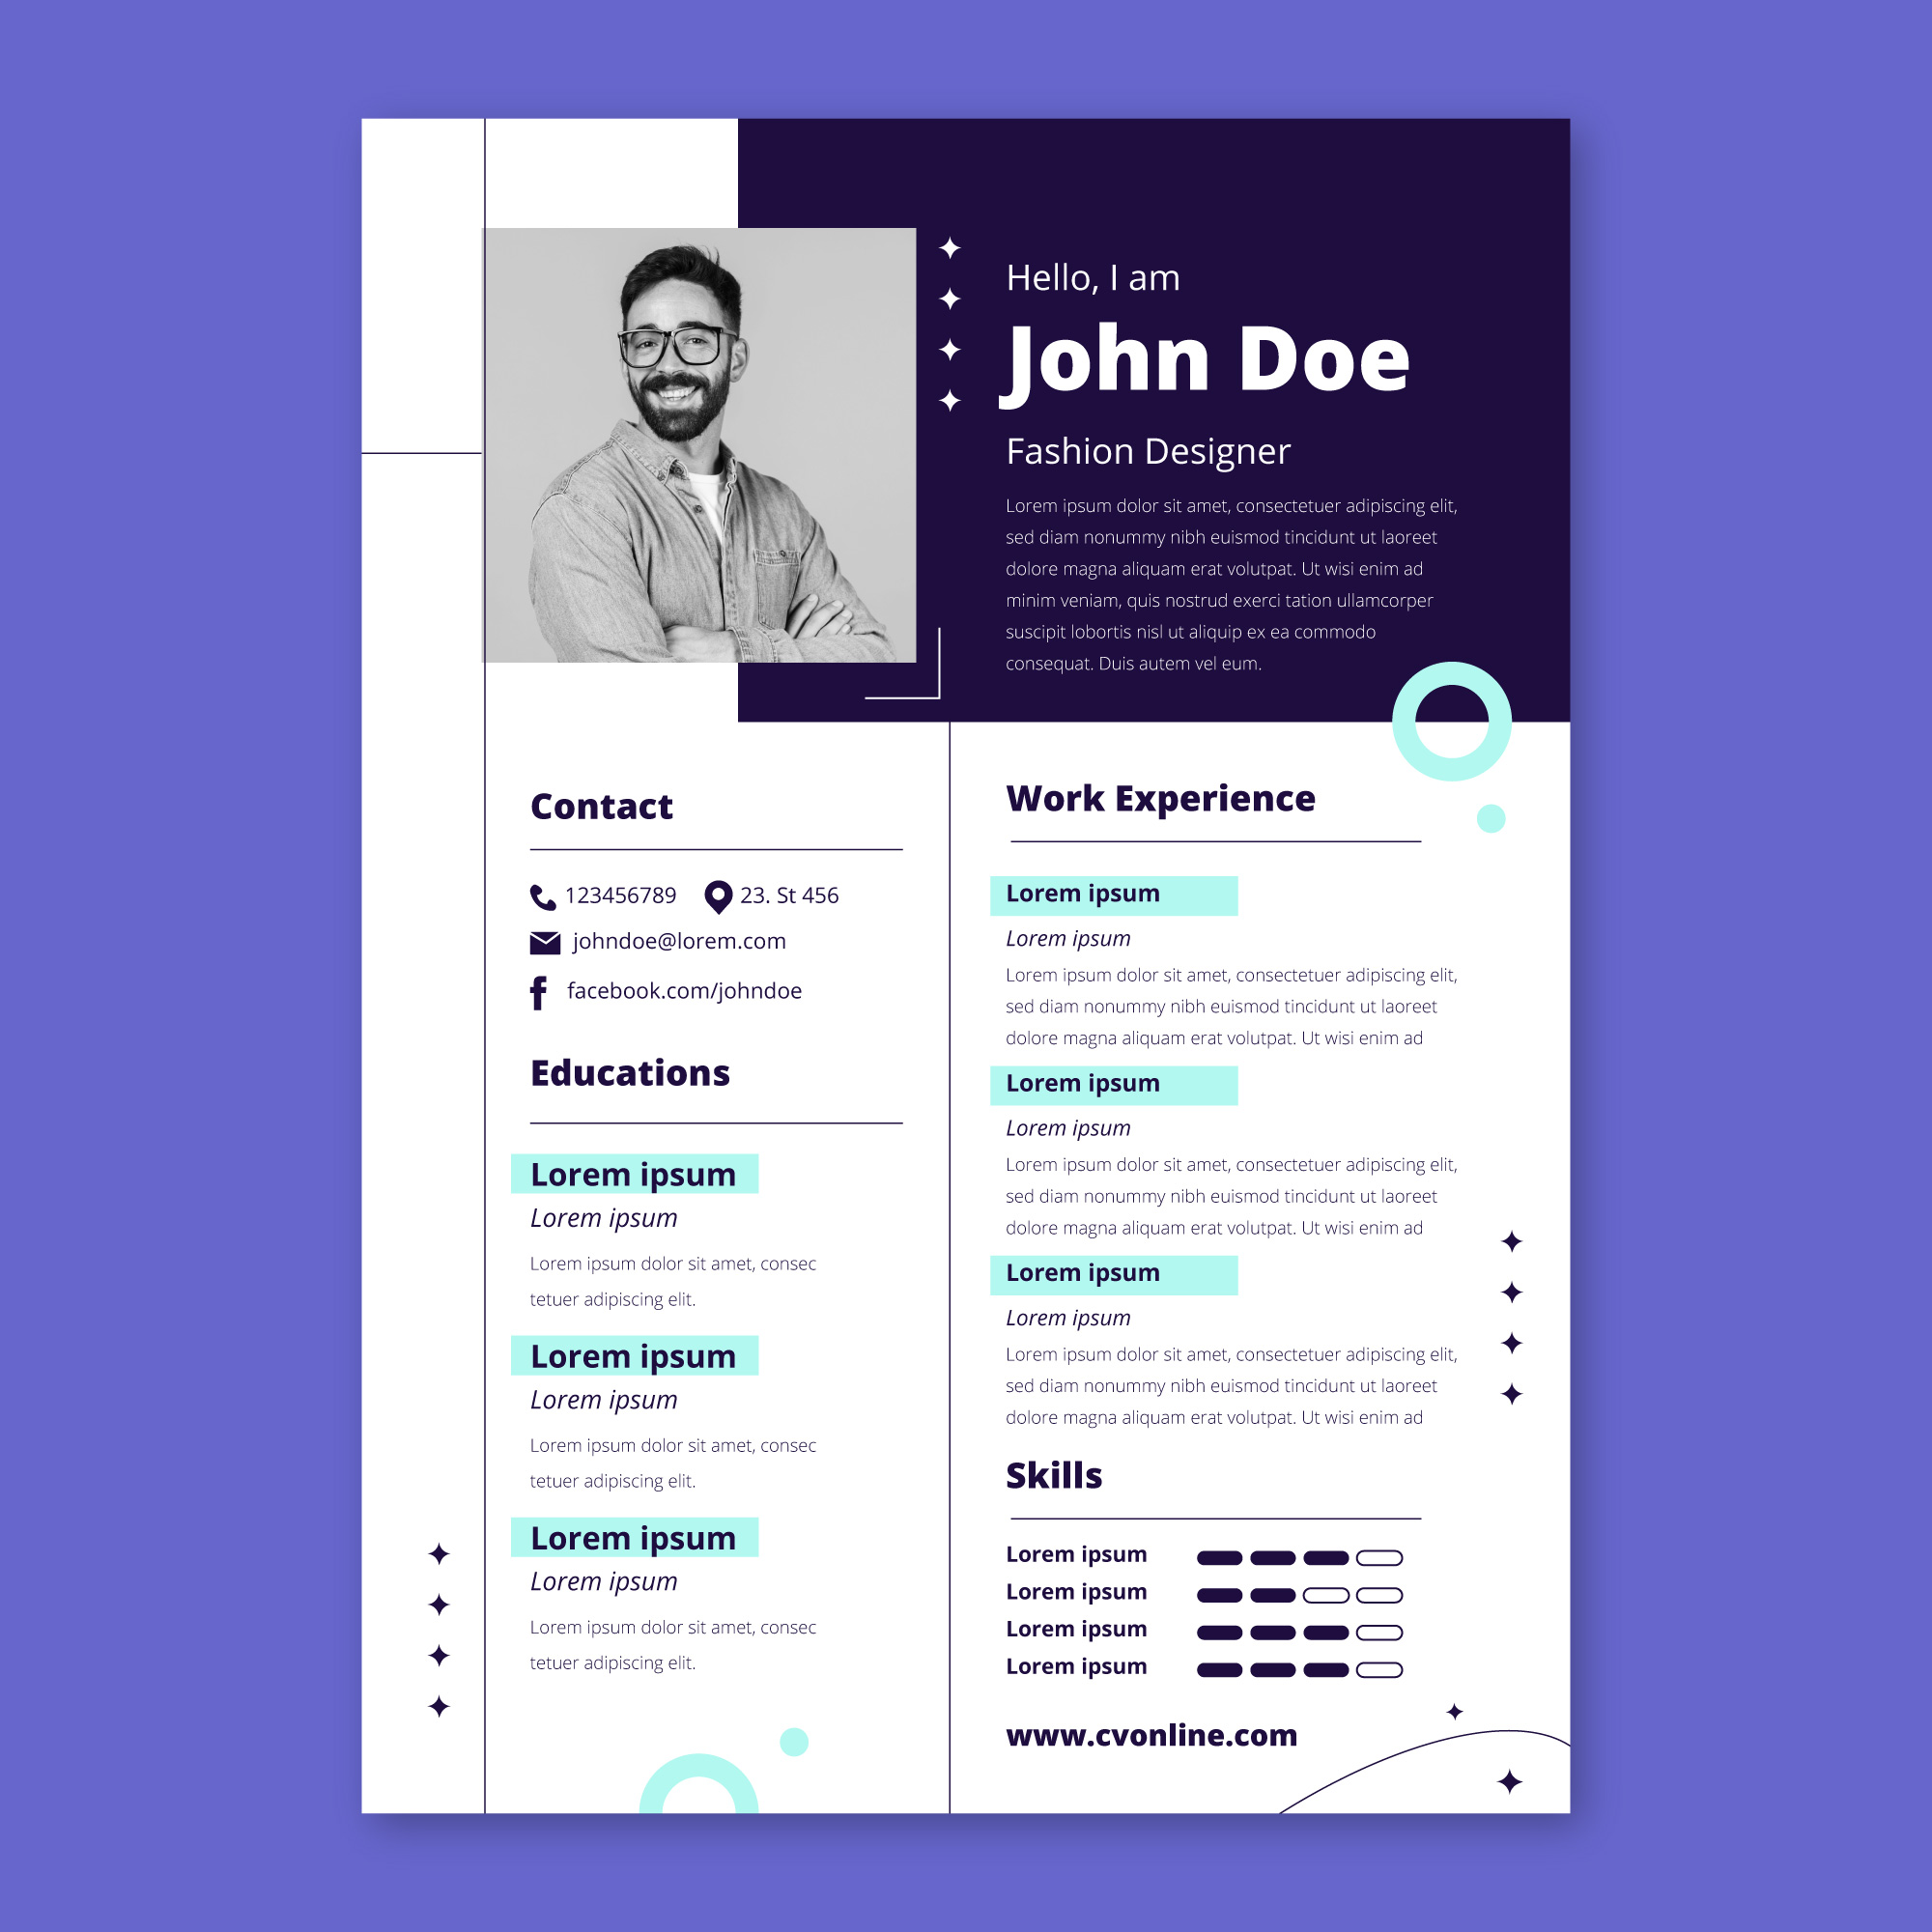 Hello, I am
John Doe
Fashion Designer
Lorem ipsum dolor sit amet, consectetuer adipiscing elit,
sed diam nonummy nibh euismod tincidunt ut laoreet
dolore magna aliquam erat volutpat. Ut wisi enim ad
minim veniam, quis nostrud exerci tation ullamcorper
suscipit lobortis nisl ut aliquip ex ea commodo
consequat. Duis autem vel eum.
Contact
123456789 23. St 456
johndoe@lorem.com
facebook.com/johndoe
Educations
Lorem ipsum
Lorem ipsum
Lorem ipsum dolor sit amet, consec
tetuer adipiscing elit.
Lorem ipsum
Lorem ipsum
Lorem ipsum dolor sit amet, consec
tetuer adipiscing elit.
Lorem ipsum
Lorem ipsum
Lorem ipsum dolor sit amet, consec
tetuer adipiscing elit.
Work Experience
Lorem ipsum
Lorem ipsum
Lorem ipsum dolor sit amet, consectetuer adipiscing elit,
sed diam nonummy nibh euismod tincidunt ut laoreet
dolore magna aliquam erat volutpat. Ut wisi enim ad
Lorem ipsum
Lorem ipsum
Lorem ipsum dolor sit amet, consectetuer adipiscing elit,
sed diam nonummy nibh euismod tincidunt ut laoreet
dolore magna aliquam erat volutpat. Ut wisi enim ad
Lorem ipsum
Lorem ipsum
Lorem ipsum dolor sit amet, consectetuer adipiscing elit,
sed diam nonummy nibh euismod tincidunt ut laoreet
dolore magna aliquam erat volutpat. Ut wisi enim ad
Skills
Lorem ipsum
Lorem ipsum
Lorem ipsum
Lorem ipsum
www.cvonline.com